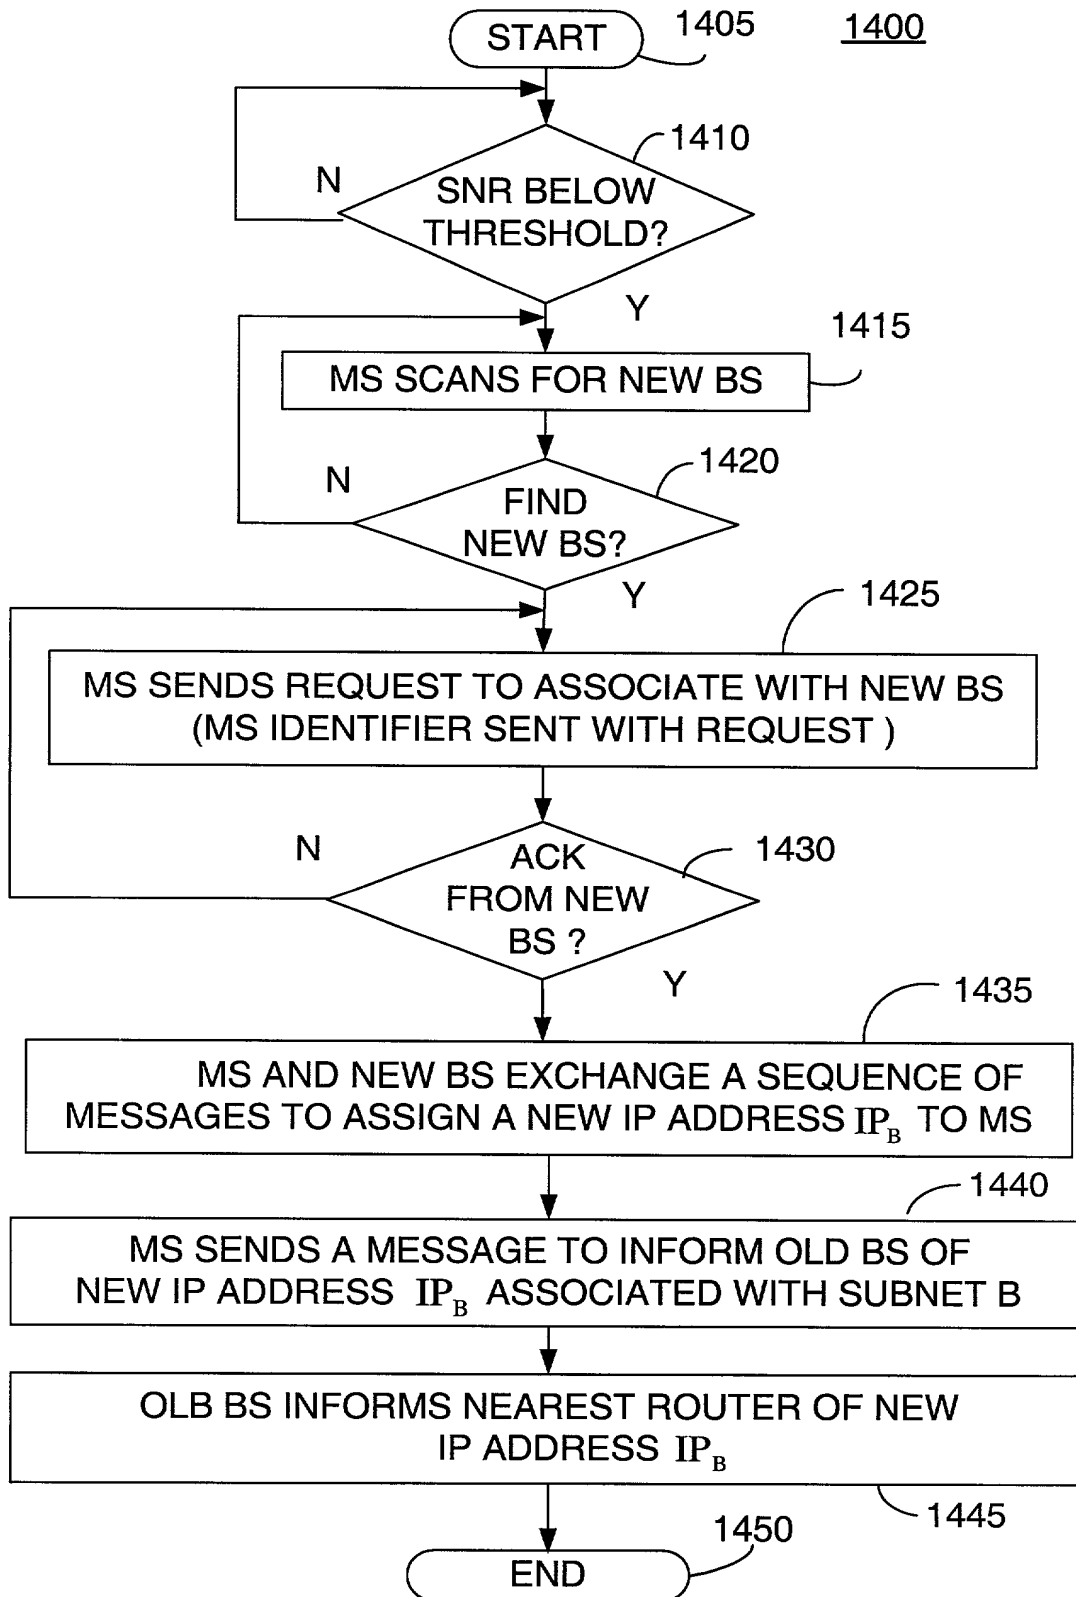 START
1405
1400
1410
N
SNR BELOW
THRESHOLD?
Y
1415
MS SCANS FOR NEW BS
1420
N
FIND
NEW BS?
Y
1425
MS SENDS REQUEST TO ASSOCIATE WITH NEW BS
(MS IDENTIFIER SENT WITH REQUEST )
N
ACK
FROM NEW
BS ?
1430
Y
1435
MS AND NEW BS EXCHANGE A SEQUENCE OF
MESSAGES TO ASSIGN A NEW IP ADDRESS IP_B TO MS
1440
MS SENDS A MESSAGE TO INFORM OLD BS OF
NEW IP ADDRESS IP_B ASSOCIATED WITH SUBNET B
OLB BS INFORMS NEAREST ROUTER OF NEW
IP ADDRESS IP_B
1445
1450
END